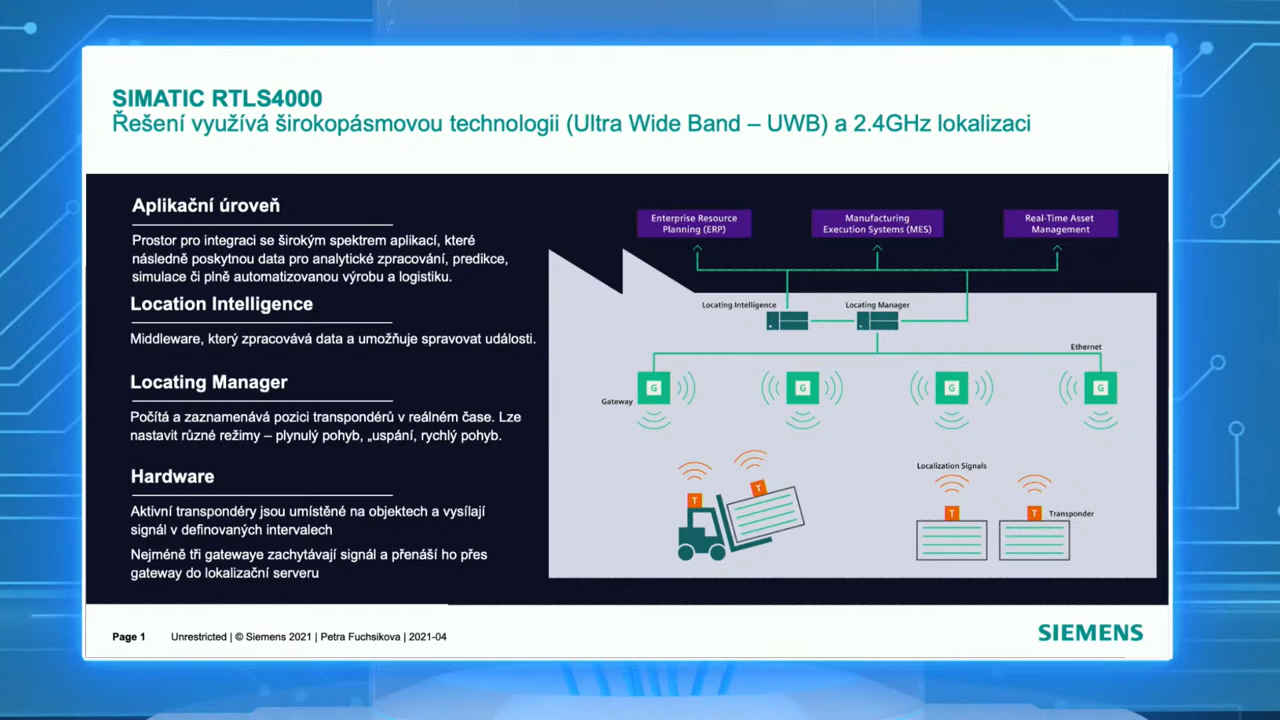 SIMATIC RTLS4000
Řešení využívá širokopásmovou technologii (Ultra Wide Band – UWB) a 2.4GHz lokalizaci
Aplikační úroveň
Prostor pro integraci se širokým spektrem aplikací, které
následně poskytnou data pro analytické zpracování, predikce,
simulace či plně automatizovanou výrobu a logistiku.
Location Intelligence
Middleware, který zpracovává data a umožňuje spravovat události.
Locating Manager
Počítá a zaznamenává pozici transpondérů v reálném čase. Lze
nastavit různé režimy – plynulý pohyb, „uspání, rychlý pohyb.
Hardware
Aktivní transpondéry jsou umístěné na objektech a vysílají
signál v definovaných intervalech
Nejméně tři gatewaye zachytávají signál a přenáší ho přes
gateway do lokalizační serveru
Enterprise Resource
Planning (ERP)
Manufacturing
Execution Systems (MES)
Real-Time Asset
Management
Locating Intelligence
Locating Manager
Ethernet
Gateway
G
G
G
G
Localization Signals
T
T
T
T
Transponder
Page 1
Unrestricted | © Siemens 2021 | Petra Fuchsikova | 2021-04
SIEMENS